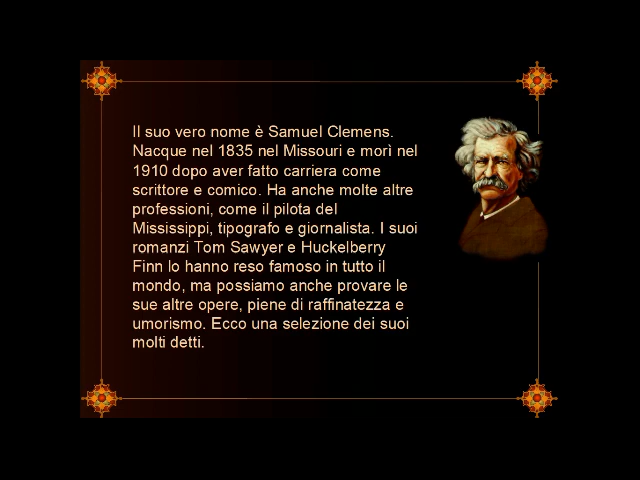 Il suo vero nome è Samuel Clemens.
Nacque nel 1835 nel Missouri e morì nel
1910 dopo aver fatto carriera come
scrittore e comico. Ha anche molte altre
professioni, come il pilota del
Mississippi, tipografo e giornalista. I suoi
romanzi Tom Sawyer e Huckelberry
Finn lo hanno reso famoso in tutto il
mondo, ma possiamo anche provare le
sue altre opere, piene di raffinatezza e
umorismo. Ecco una selezione dei suoi
molti detti.